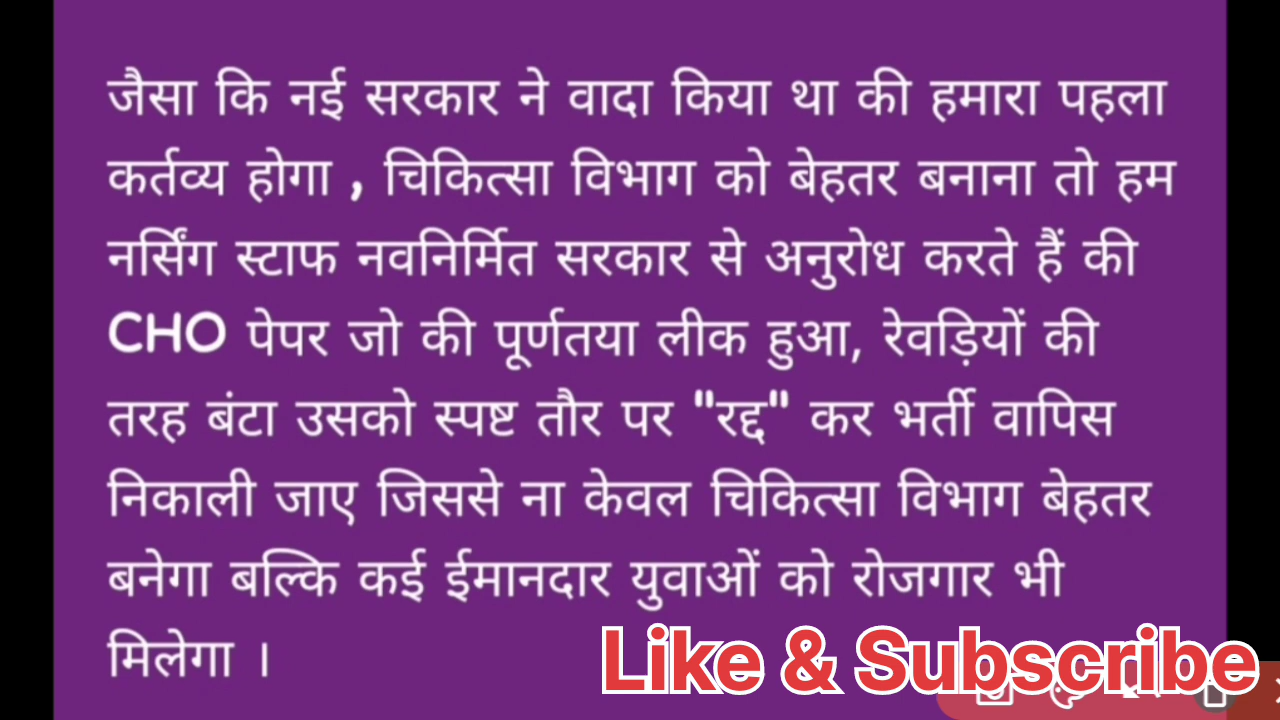 जैसा कि नई सरकार ने वादा किया था की हमारा पहला
कर्तव्य होगा , चिकित्सा विभाग को बेहतर बनाना तो हम
नर्सिंग स्टाफ नवनिर्मित सरकार से अनुरोध करते हैं की
CHO पेपर जो की पूर्णतया लीक हुआ, रेवड़ियों की
तरह बंटा उसको स्पष्ट तौर पर "रद्द" कर भर्ती वापिस
निकाली जाए जिससे ना केवल चिकित्सा विभाग बेहतर
बनेगा बल्कि कई ईमानदार युवाओं को रोजगार भी
मिलेगा ।
Like & Subscribe